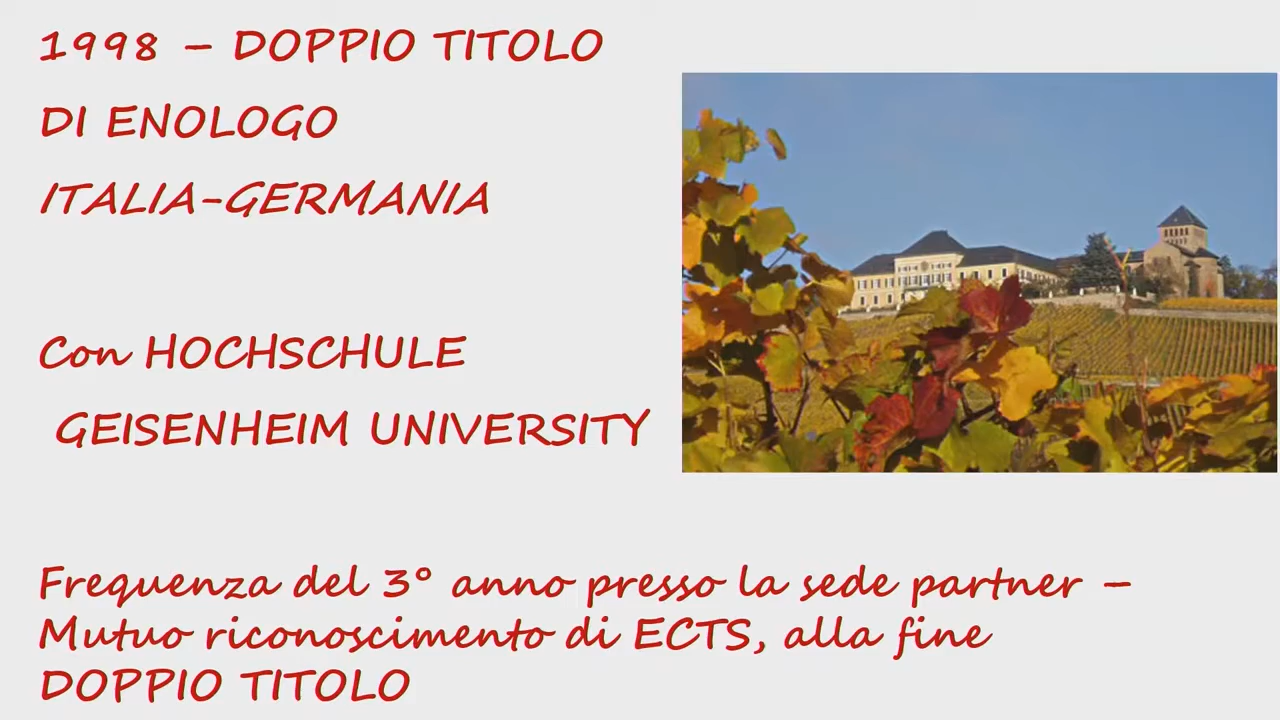 1998 – DOPPIO TITOLO
DI ENOLOGO
ITALIA-GERMANIA
Con HOCHSCHULE
GEISENHEIM UNIVERSITY
Frequenza del 3° anno presso la sede partner –
Mutuo riconoscimento di ECTS, alla fine
DOPPIO TITOLO